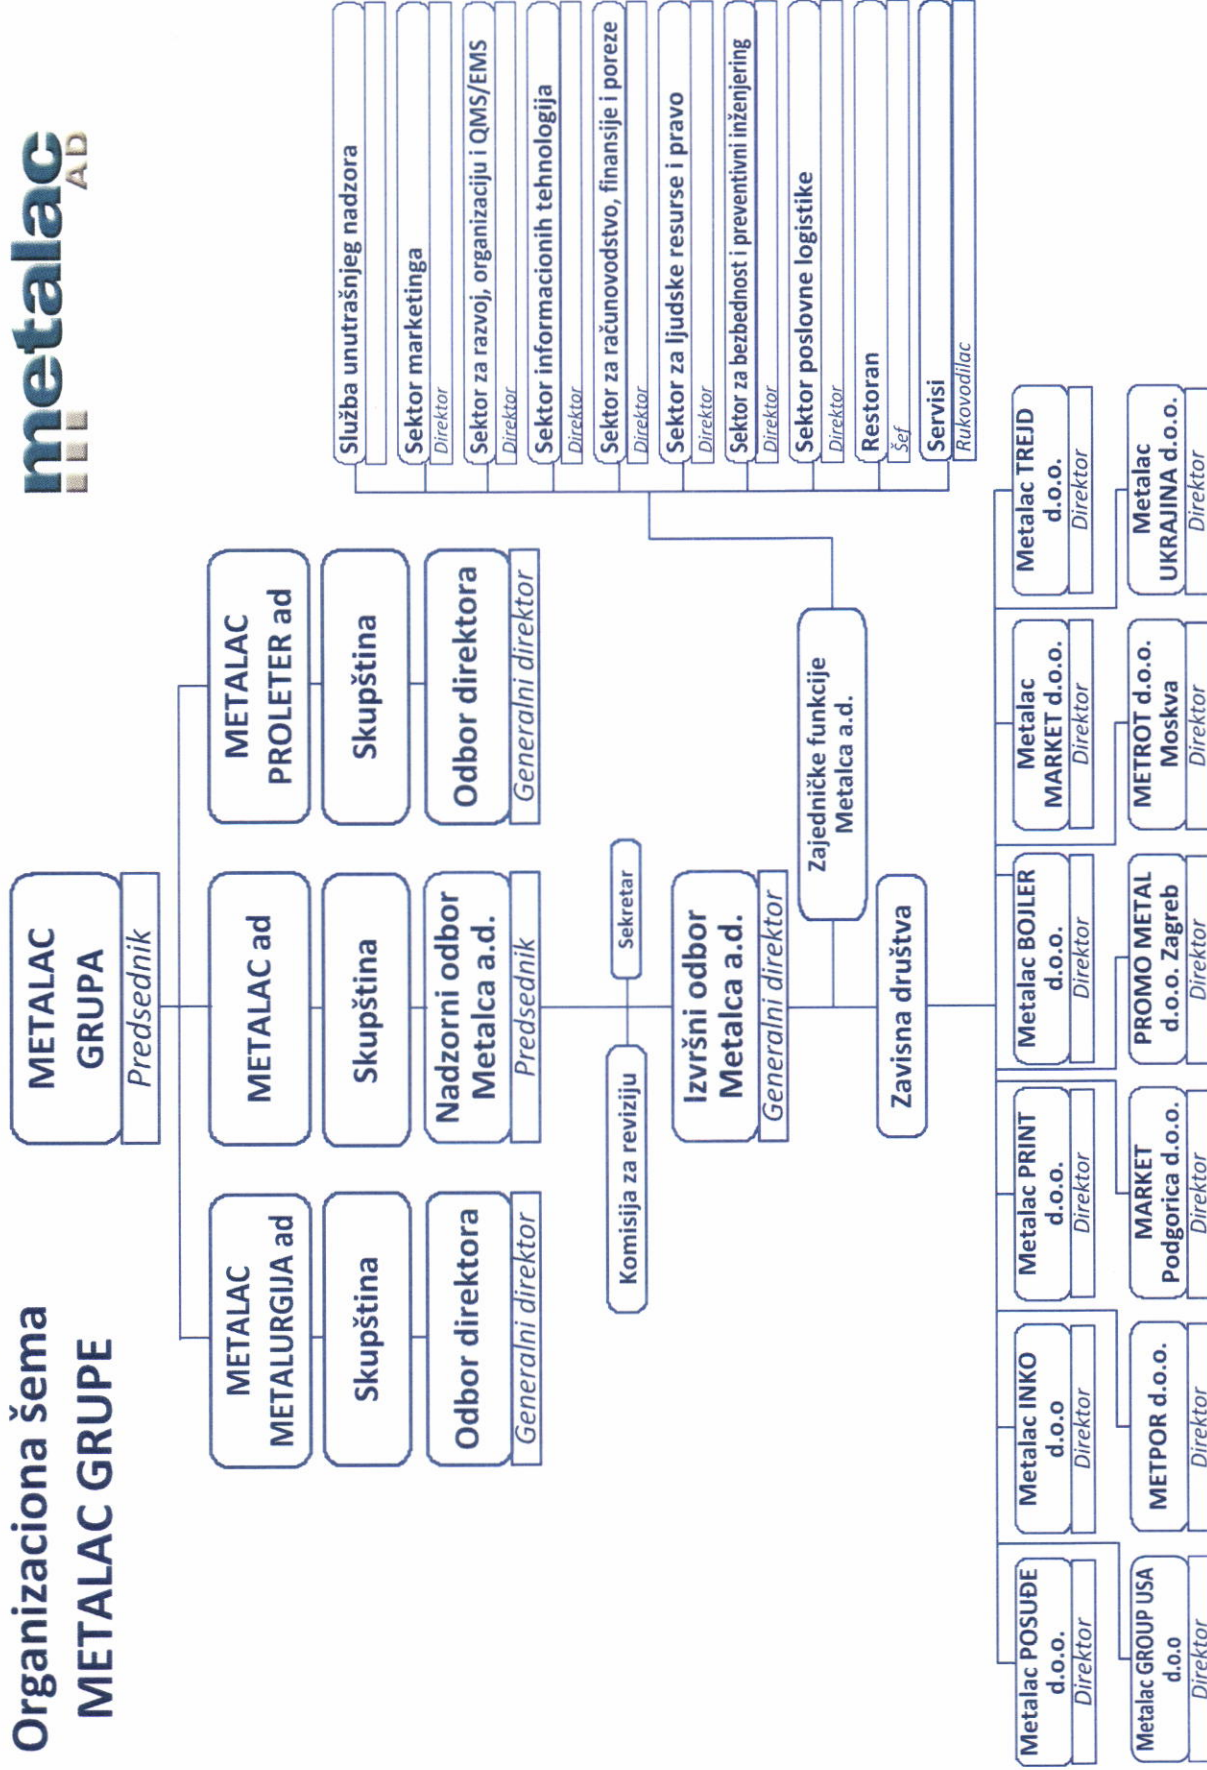 Organizaciona šema
METALAC GRUPE
metalac
AD
METALAC
GRUPA
Predsednik
METALAC
METALURGIJA ad
Skupština
Odbor direktora
Generalni direktor
METALAC ad
Skupština
Nadzorni odbor
Metalca a.d.
Predsednik
METALAC
PROLETER ad
Skupština
Odbor direktora
Generalni direktor
Komisija za reviziju
Sekretar
Izvršni odbor
Metalca a.d.
Generalni direktor
Zajedničke funkcije
Metalca a.d.
Zavisna društva
Služba unutrašnjeg nadzora
Sektor marketinga
Direktor
Sektor za razvoj, organizaciju i QMS/EMS
Direktor
Sektor informacionih tehnologija
Direktor
Sektor za računovodstvo, finansije i poreze
Direktor
Sektor za ljudske resurse i pravo
Direktor
Sektor za bezbednost i preventivni inženjering
Direktor
Sektor poslovne logistike
Direktor
Restoran
Šef
Servisi
Rukovodilac
Metalac POSUĐE
d.o.o.
Direktor
Metalac INKO
d.o.o
Direktor
Metalac PRINT
d.o.o.
Direktor
Metalac BOJLER
d.o.o.
Direktor
Metalac
MARKET d.o.o.
Direktor
Metalac TREJD
d.o.o.
Direktor
Metalac GROUP USA
d.o.o
Direktor
METPOR d.o.o.
Direktor
MARKET
Podgorica d.o.o.
Direktor
PROMO METAL
d.o.o. Zagreb
Direktor
METROT d.o.o.
Moskva
Direktor
Metalac
UKRAJINA d.o.o.
Direktor